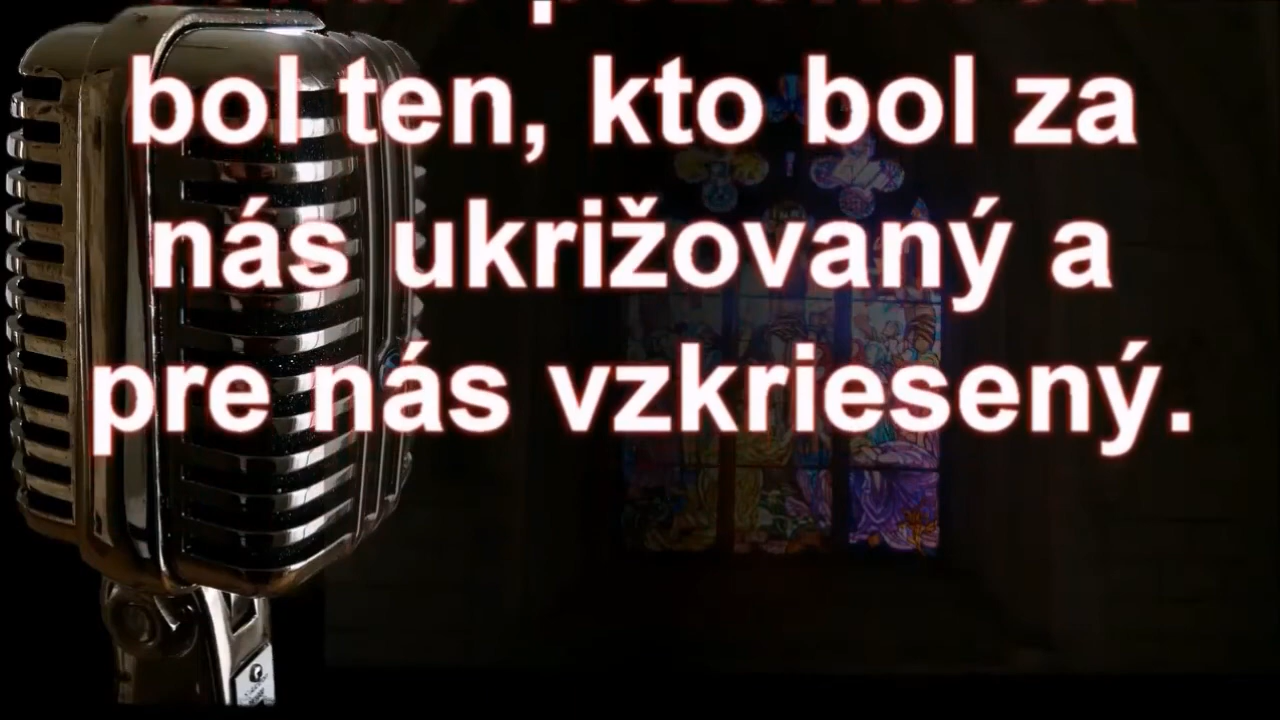 bol ten, kto bol za
nás ukrižovaný a
pre nás vzkriesený.